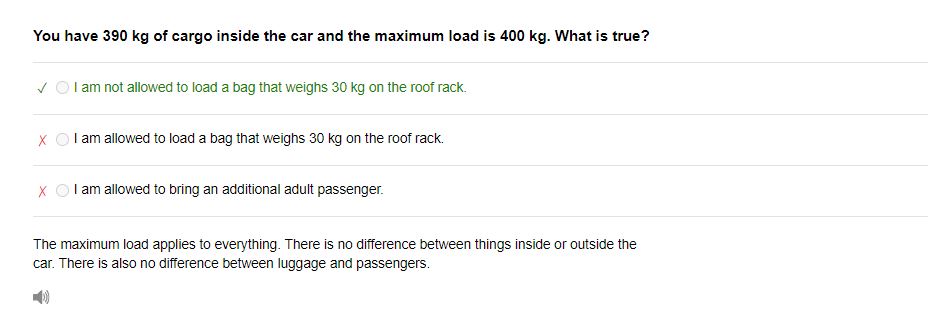 You have 390 kg of cargo inside the car and the maximum load is 400 kg. What is true?
I am not allowed to load a bag that weighs 30 kg on the roof rack.
I am allowed to load a bag that weighs 30 kg on the roof rack.
I am allowed to bring an additional adult passenger.
The maximum load applies to everything. There is no difference between things inside or outside the
car. There is also no difference between luggage and passengers.